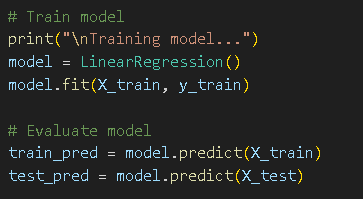 # Train model
print("\nTraining model...")
model = LinearRegression()
model.fit(X_train, y_train)

# Evaluate model
train_pred = model.predict(X_train)
test_pred = model.predict(X_test)